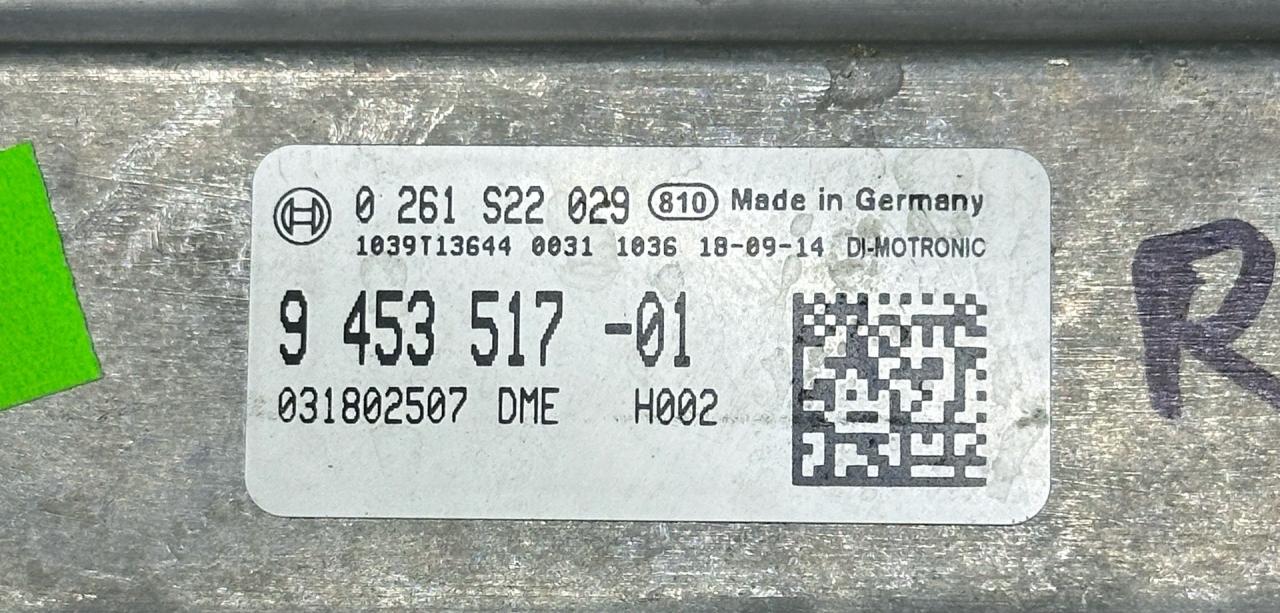 0 261 S22 029 810 Made in Germany
1039T13644 0031 1036 18-09-14 DI-MOTRONIC
9 453 517 -01
031802507 DME H002
R